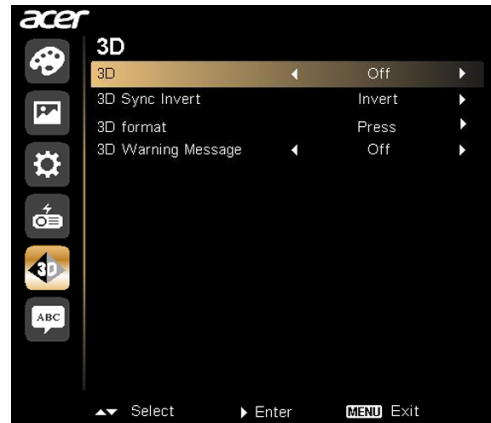 acer
3D
3D Off
3D Sync Invert Invert
3D format Press
3D Warning Message Off
3D
ABC
Select Enter MENU Exit